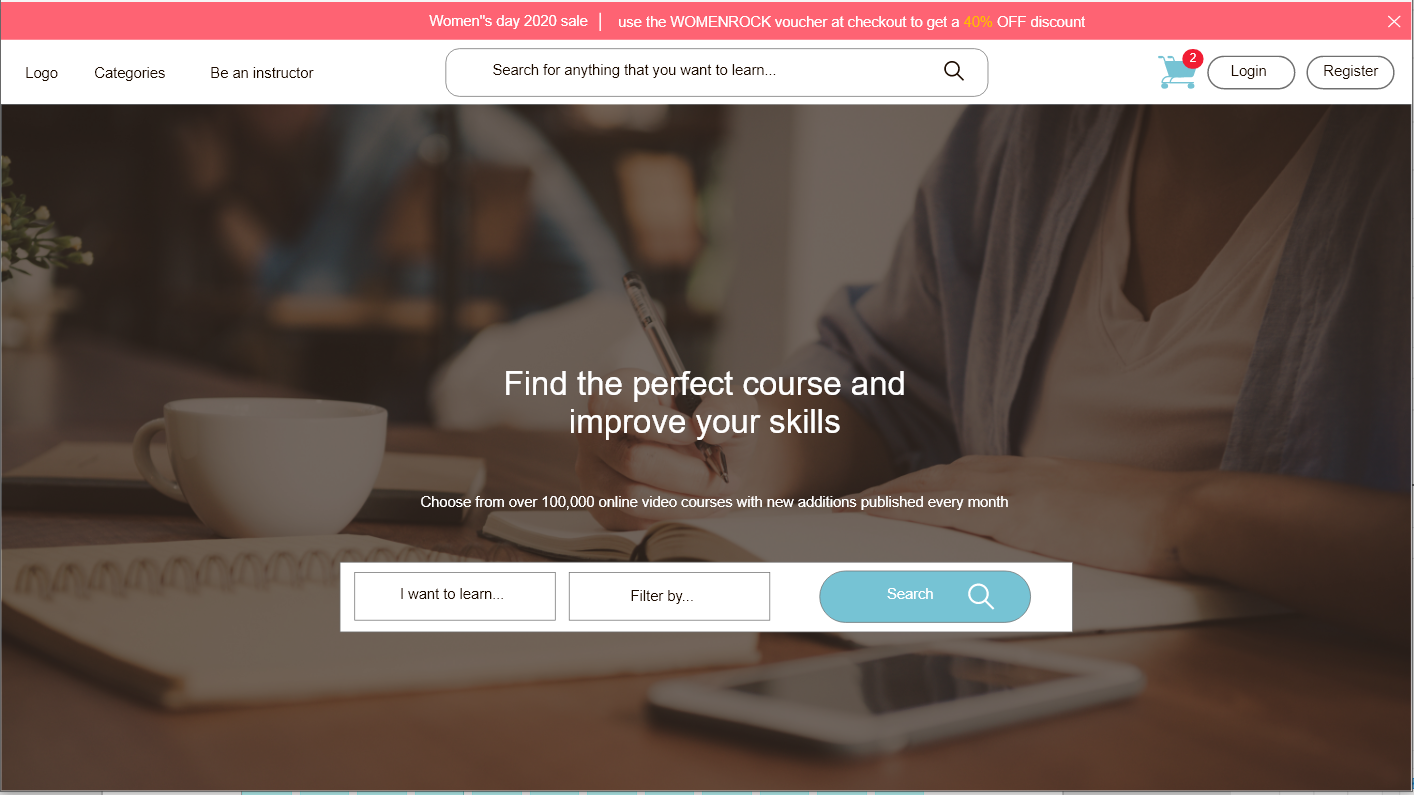 Women"s day 2020 sale | use the WOMENROCK voucher at checkout to get a 40% OFF discount
Logo Categories Be an instructor Search for anything that you want to learn... 2 Login Register
Find the perfect course and
improve your skills
Choose from over 100,000 online video courses with new additions published every month
I want to learn... Filter by... Search